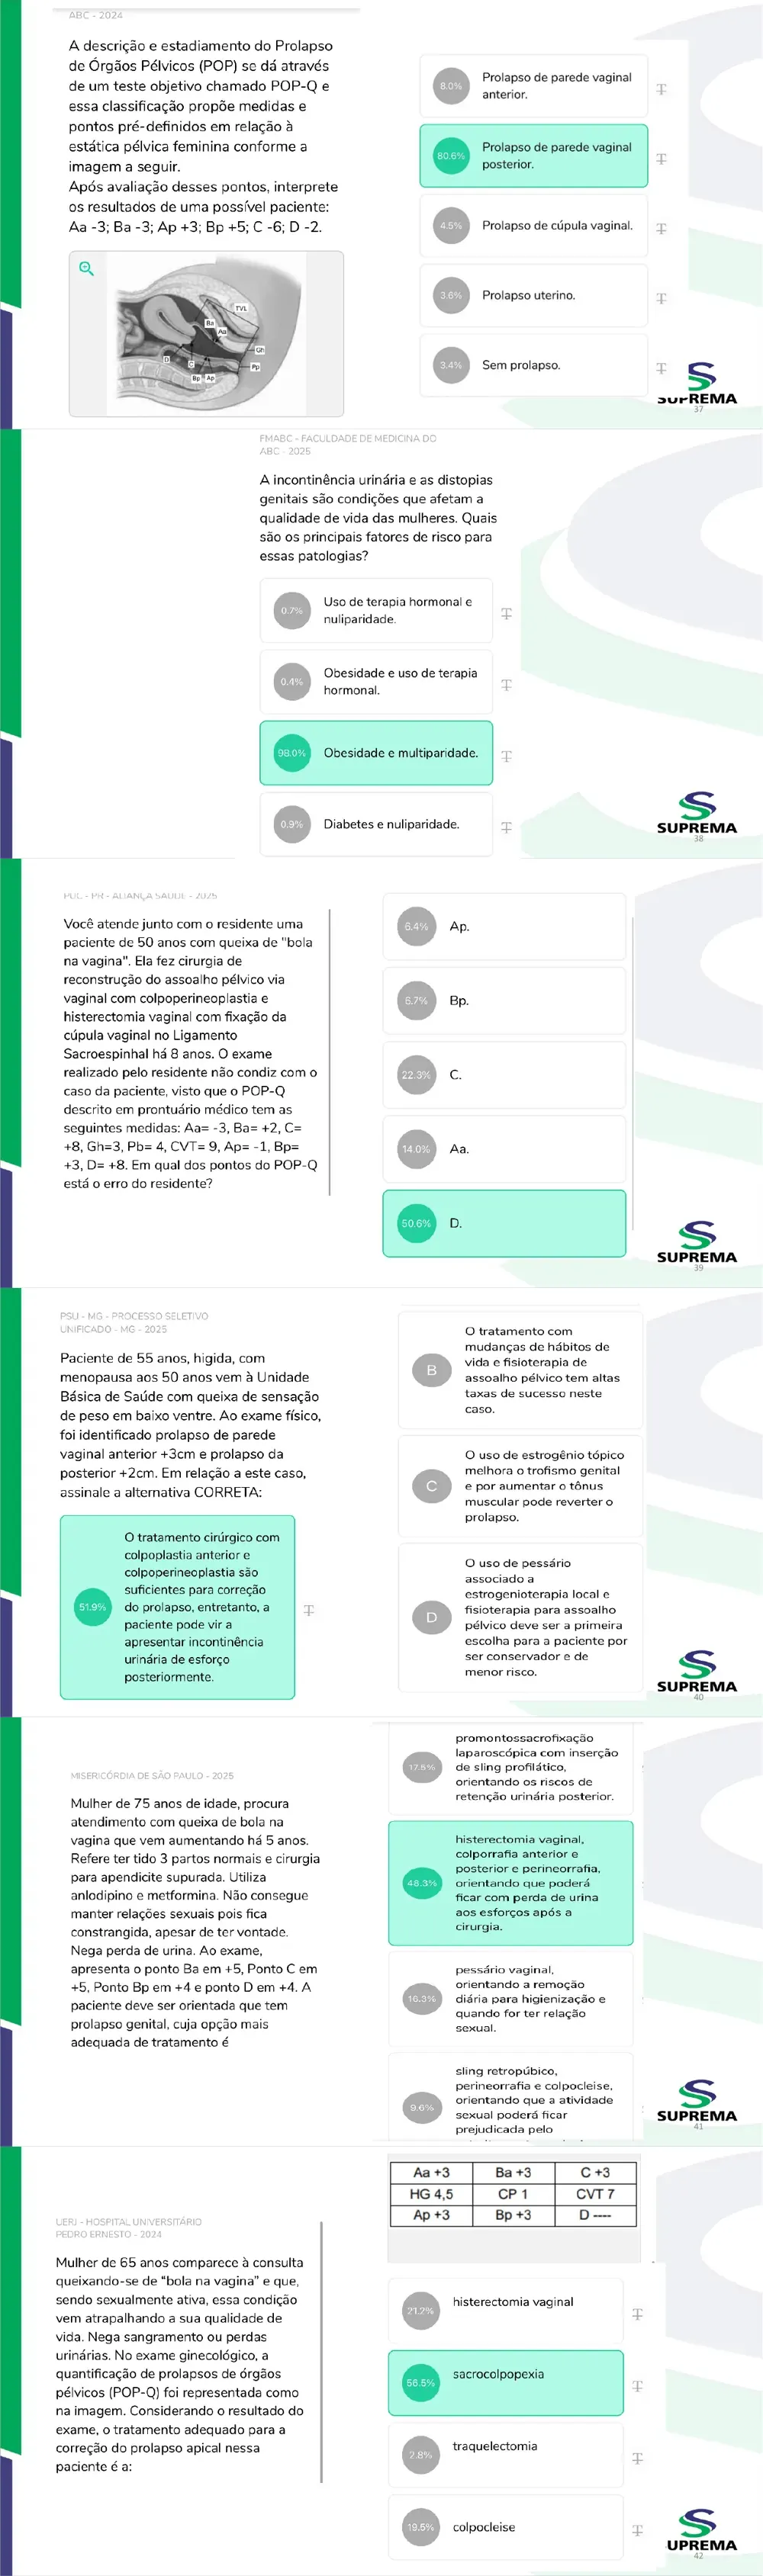 ABC - 2024
A descrição e estadiamento do Prolapso
de Órgãos Pélvicos (POP) se dá através
de um teste objetivo chamado POP-Q e
essa classificação propõe medidas e
pontos pré-definidos em relação à
estática pélvica feminina conforme a
imagem a seguir.
Após avaliação desses pontos, interprete
os resultados de uma possível paciente:
Aa -3; Ba -3; Ap +3; Bp +5; C -6; D -2.
TVL
Ba
Aa
D
C
Gh
Pp
Bp
Ap
8.0%
Prolapso de parede vaginal
anterior.
80.6%
Prolapso de parede vaginal
posterior.
4.5%
Prolapso de cúpula vaginal.
3.6%
Prolapso uterino.
3.4%
Sem prolapso.
SUPREMA
37
FMABC - FACULDADE DE MEDICINA DO
ABC - 2025
A incontinência urinária e as distopias
genitais são condições que afetam a
qualidade de vida das mulheres. Quais
são os principais fatores de risco para
essas patologias?
0.7%
Uso de terapia hormonal e
nuliparidade.
0.4%
Obesidade e uso de terapia
hormonal.
98.0%
Obesidade e multiparidade.
0.9%
Diabetes e nuliparidade.
SUPREMA
38
PUC - PR - ALIANÇA SAÚDE - 2025
Você atende junto com o residente uma
paciente de 50 anos com queixa de "bola
na vagina". Ela fez cirurgia de
reconstrução do assoalho pélvico via
vaginal com colpoperineoplastia e
histerectomia vaginal com fixação da
cúpula vaginal no Ligamento
Sacroespinhal há 8 anos. O exame
realizado pelo residente não condiz com o
caso da paciente, visto que o POP-Q
descrito em prontuário médico tem as
seguintes medidas: Aa= -3, Ba= +2, C=
+8, Gh=3, Pb= 4, CVT= 9, Ap= -1, Bp=
+3, D= +8. Em qual dos pontos do POP-Q
está o erro do residente?
6.4%
Ap.
6.7%
Bp.
22.3%
C.
14.0%
Aa.
50.6%
D.
SUPREMA
39
PSU - MG - PROCESSO SELETIVO
UNIFICADO - MG - 2025
Paciente de 55 anos, higida, com
menopausa aos 50 anos vem à Unidade
Básica de Saúde com queixa de sensação
de peso em baixo ventre. Ao exame físico,
foi identificado prolapso de parede
vaginal anterior +3cm e prolapso da
posterior +2cm. Em relação a este caso,
assinale a alternativa CORRETA:
51.9%
O tratamento cirúrgico com
colpoplastia anterior e
colpoperineoplastia são
suficientes para correção
do prolapso, entretanto, a
paciente pode vir a
apresentar incontinência
urinária de esforço
posteriormente.
B
O tratamento com
mudanças de hábitos de
vida e fisioterapia de
assoalho pélvico tem altas
taxas de sucesso neste
caso.
C
O uso de estrogênio tópico
melhora o trofismo genital
e por aumentar o tônus
muscular pode reverter o
prolapso.
D
O uso de pessário
associado a
estrogenioterapia local e
fisioterapia para assoalho
pélvico deve ser a primeira
escolha para a paciente por
ser conservador e de
menor risco.
SUPREMA
40
MISERICÓRDIA DE SÃO PAULO - 2025
Mulher de 75 anos de idade, procura
atendimento com queixa de bola na
vagina que vem aumentando há 5 anos.
Refere ter tido 3 partos normais e cirurgia
para apendicite supurada. Utiliza
anlodipino e metformina. Não consegue
manter relações sexuais pois fica
constrangida, apesar de ter vontade.
Nega perda de urina. Ao exame,
apresenta o ponto Ba em +5, Ponto C em
+5, Ponto Bp em +4 e ponto D em +4. A
paciente deve ser orientada que tem
prolapso genital, cuja opção mais
adequada de tratamento é
promontossacrofixação
laparoscópica com inserção
de sling profilático,
orientando os riscos de
retenção urinária posterior.
48.3%
histerectomia vaginal,
colporrafia anterior e
posterior e perineorrafia,
orientando que poderá
ficar com perda de urina
aos esforços após a
cirurgia.
16.3%
pessário vaginal,
orientando a remoção
diária para higienização e
quando for ter relação
sexual.
9.6%
sling retropúbico,
perineorrafia e colpocleise,
orientando que a atividade
sexual poderá ficar
prejudicada pelo
SUPREMA
41
UERJ - HOSPITAL UNIVERSITÁRIO
PEDRO ERNESTO - 2024
Mulher de 65 anos comparece à consulta
queixando-se de “bola na vagina” e que,
sendo sexualmente ativa, essa condição
vem atrapalhando a sua qualidade de
vida. Nega sangramento ou perdas
urinárias. No exame ginecológico, a
quantificação de prolapsos de órgãos
pélvicos (POP-Q) foi representada como
na imagem. Considerando o resultado do
exame, o tratamento adequado para a
correção do prolapso apical nessa
paciente é a:
Aa +3 Ba +3 C +3
HG 4,5 CP 1 CVT 7
Ap +3 Bp +3 D ----
21.2%
histerectomia vaginal
56.5%
sacrocolpopexia
2.8%
traquelectomia
19.5%
colpocleise
UPREMA
42